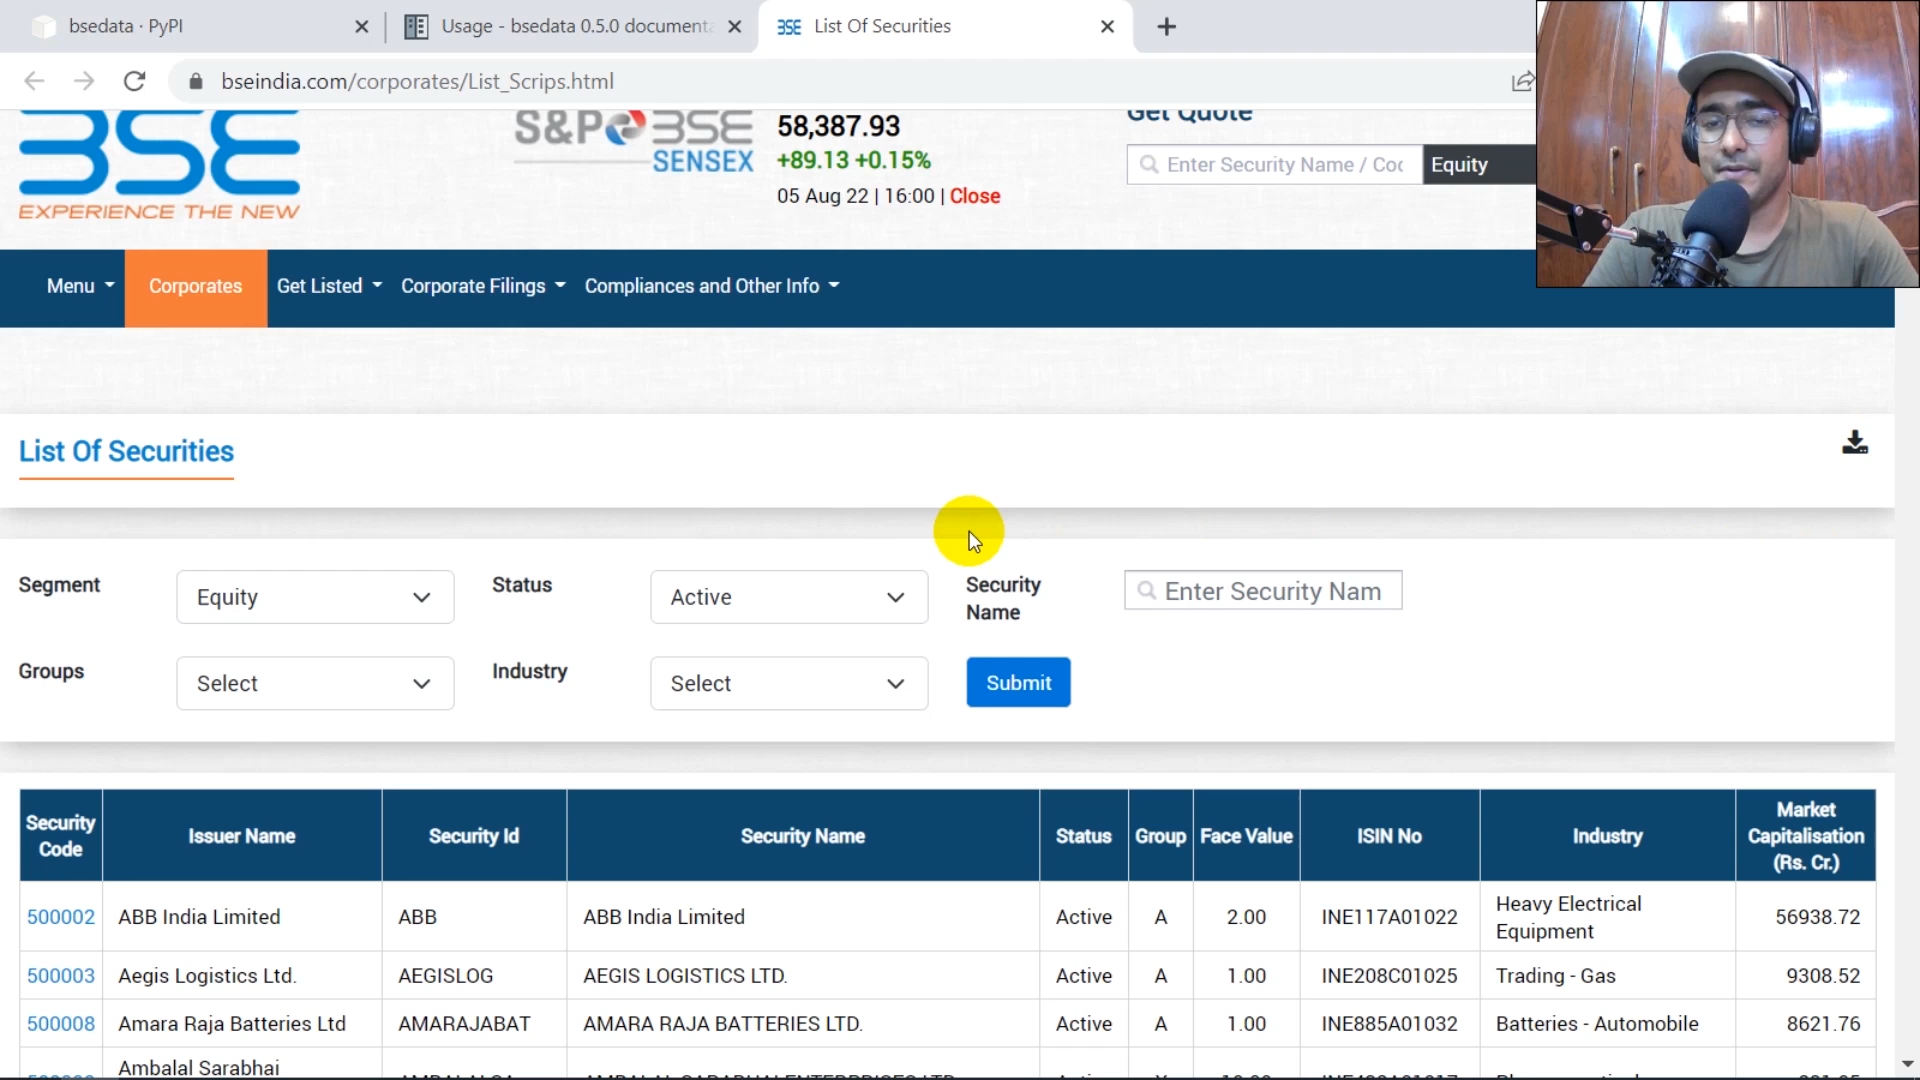 bsedata · PyPI
Usage - bsedata 0.5.0 documenta
BSE List Of Securities
bseindia.com/corporates/List_Scrips.html
BSE
EXPERIENCE THE NEW
S&P BSE
SENSEX
58,387.93
+89.13 +0.15%
05 Aug 22 | 16:00 | Close
Get Quote
Enter Security Name / Coc
Equity
Menu
Corporates
Get Listed
Corporate Filings
Compliances and Other Info
List Of Securities
Segment
Equity
Status
Active
Security
Name
Enter Security Nam
Groups
Select
Industry
Select
Submit
Security
Code
Issuer Name
Security Id
Security Name
Status
Group
Face Value
ISIN No
Industry
Market
Capitalisation
(Rs. Cr.)
500002 ABB India Limited ABB ABB India Limited Active A 2.00 INE117A01022 Heavy Electrical
Equipment 56938.72
500003 Aegis Logistics Ltd. AEGISLOG AEGIS LOGISTICS LTD. Active A 1.00 INE208C01025 Trading - Gas 9308.52
500008 Amara Raja Batteries Ltd AMARAJABAT AMARA RAJA BATTERIES LTD. Active A 1.00 INE885A01032 Batteries - Automobile 8621.76
Ambalal Sarabhai